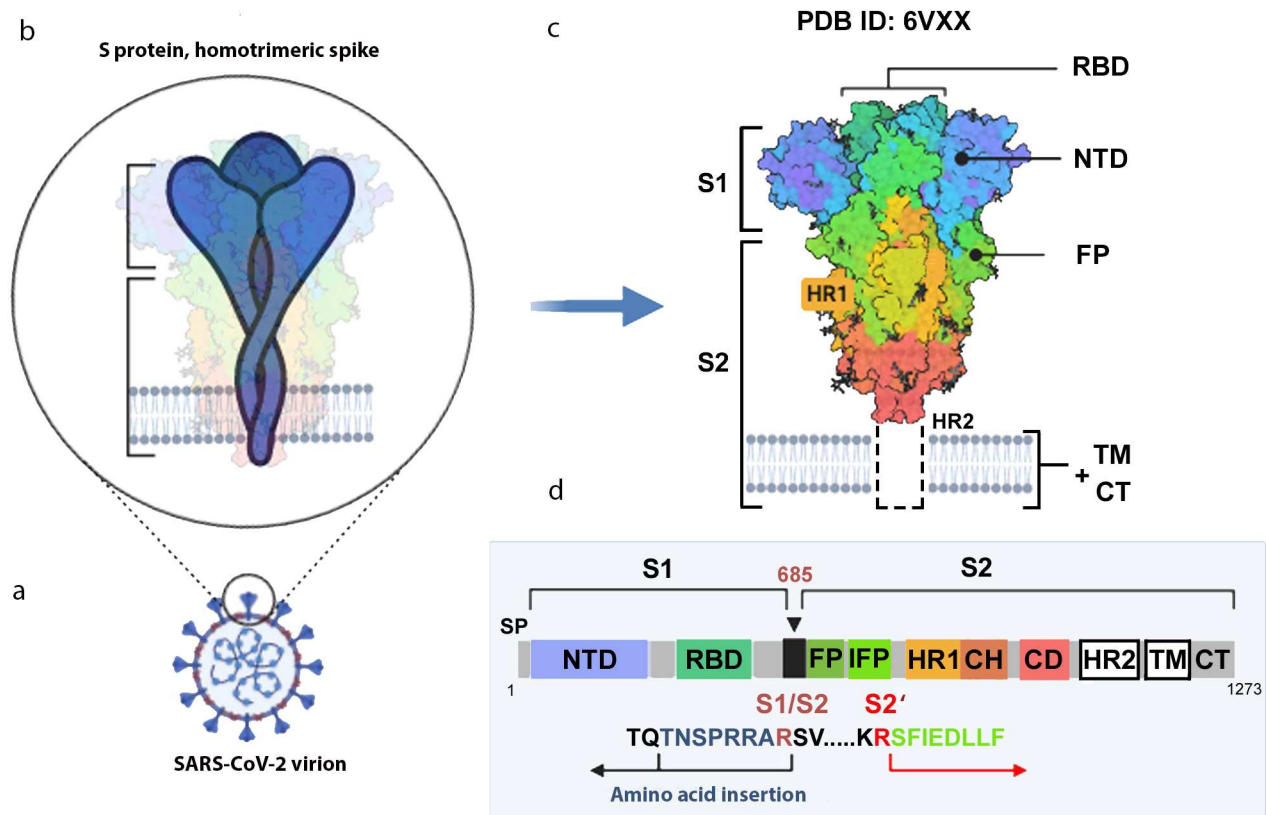 b
S protein, homotrimeric spike
a
SARS-CoV-2 virion
c
PDB ID: 6VXX
RBD
S1
NTD
FP
HR1
S2
HR2
+ TM
CT
d
S1 685 S2
SP
NTD RBD FP IFP HR1 CH CD HR2 TM CT
1 1273
S1/S2 S2‘
TQTNSPRRARSV.....KRSFIEDLLF
Amino acid insertion